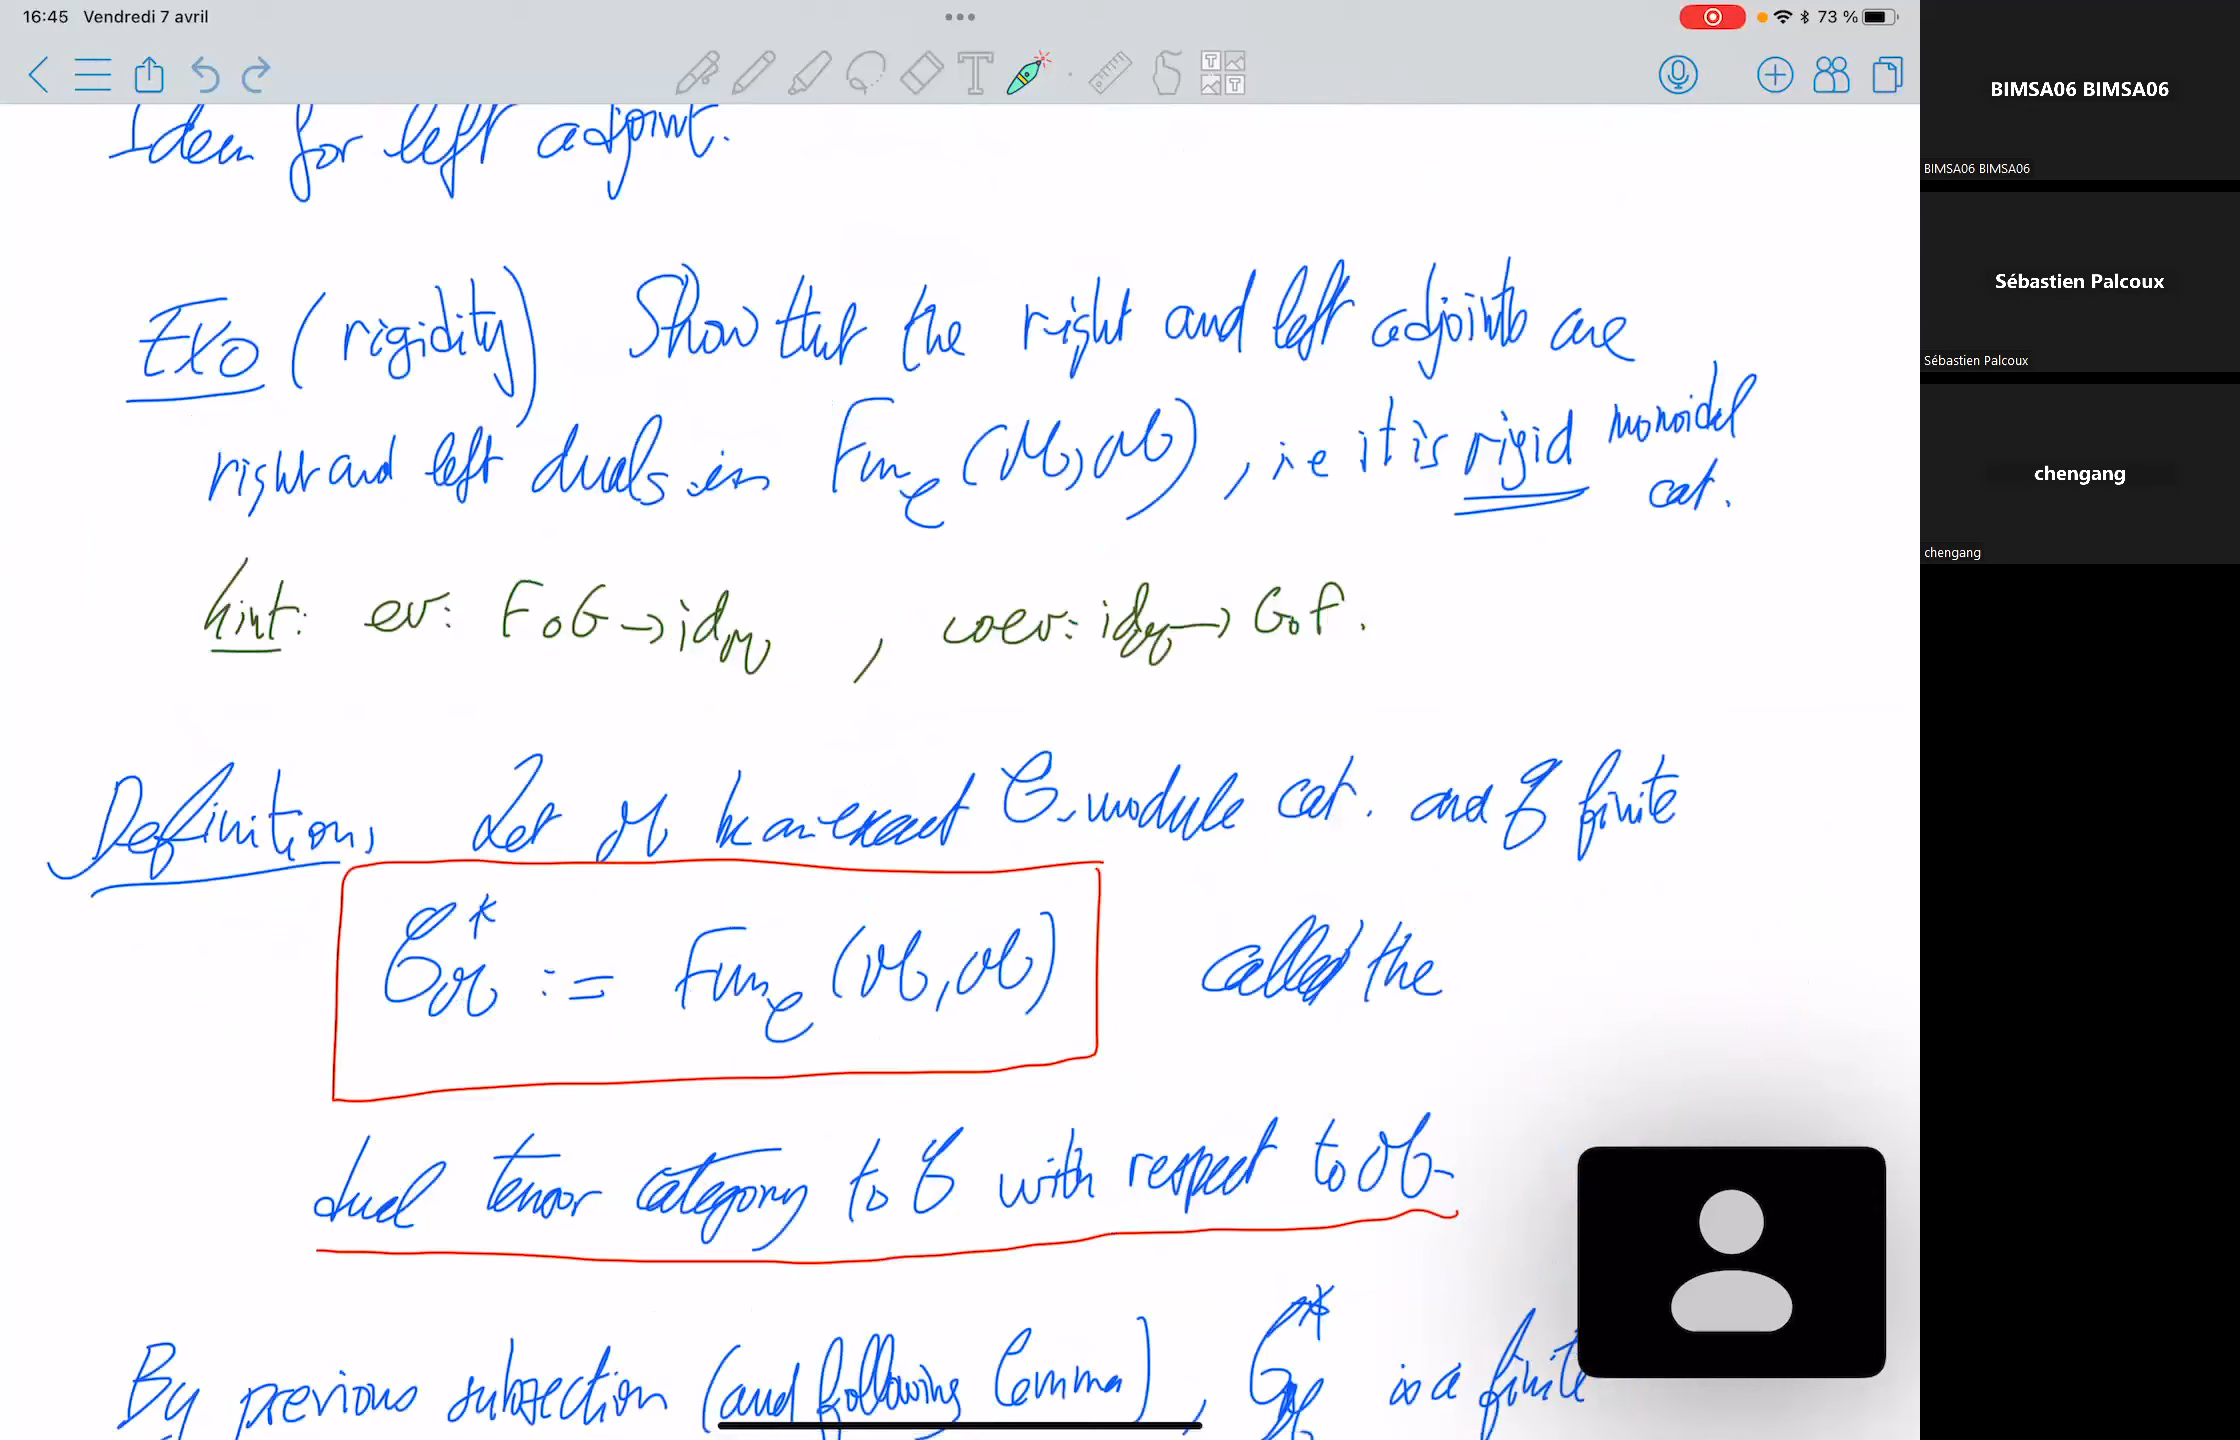 16:45 Vendredi 7 avril
73 %
Idem for left adjoint.
EXO (rigidity) Show that the right and left adjoints are
right and left duals in Fun_C (M, M), i.e it is rigid monoidal
cat.
hint: ev: F∘G → id_M , coev: id_M → G∘F.
Definition, Let M be an exact C-module cat. and C finite
C*_M := Fun_C (M, M) called the
dual tensor category to C with respect to M.
By previous subsection (and following lemma), C*_M is a finite
BIMSA06 BIMSA06
BIMSA06 BIMSA06
Sébastien Palcoux
Sébastien Palcoux
chengang
chengang